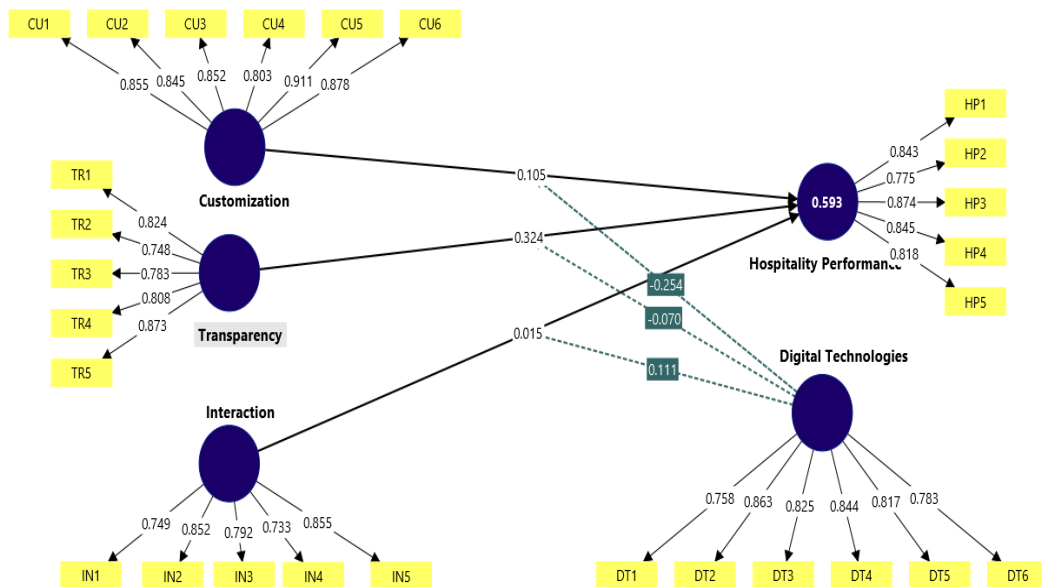 CU1 CU2 CU3 CU4 CU5 CU6
0.855 0.845 0.852 0.803 0.911 0.878
Customization
TR1
TR2
TR3
TR4
TR5
0.824
0.748
0.783
0.808
0.873
Transparency
Interaction
0.749 0.852 0.792 0.733 0.855
IN1 IN2 IN3 IN4 IN5
0.105
0.324
0.015
-0.254
-0.070
0.111
0.593
Hospitality Performance
0.843
0.775
0.874
0.845
0.818
HP1
HP2
HP3
HP4
HP5
Digital Technologies
0.758 0.863 0.825 0.844 0.817 0.783
DT1 DT2 DT3 DT4 DT5 DT6